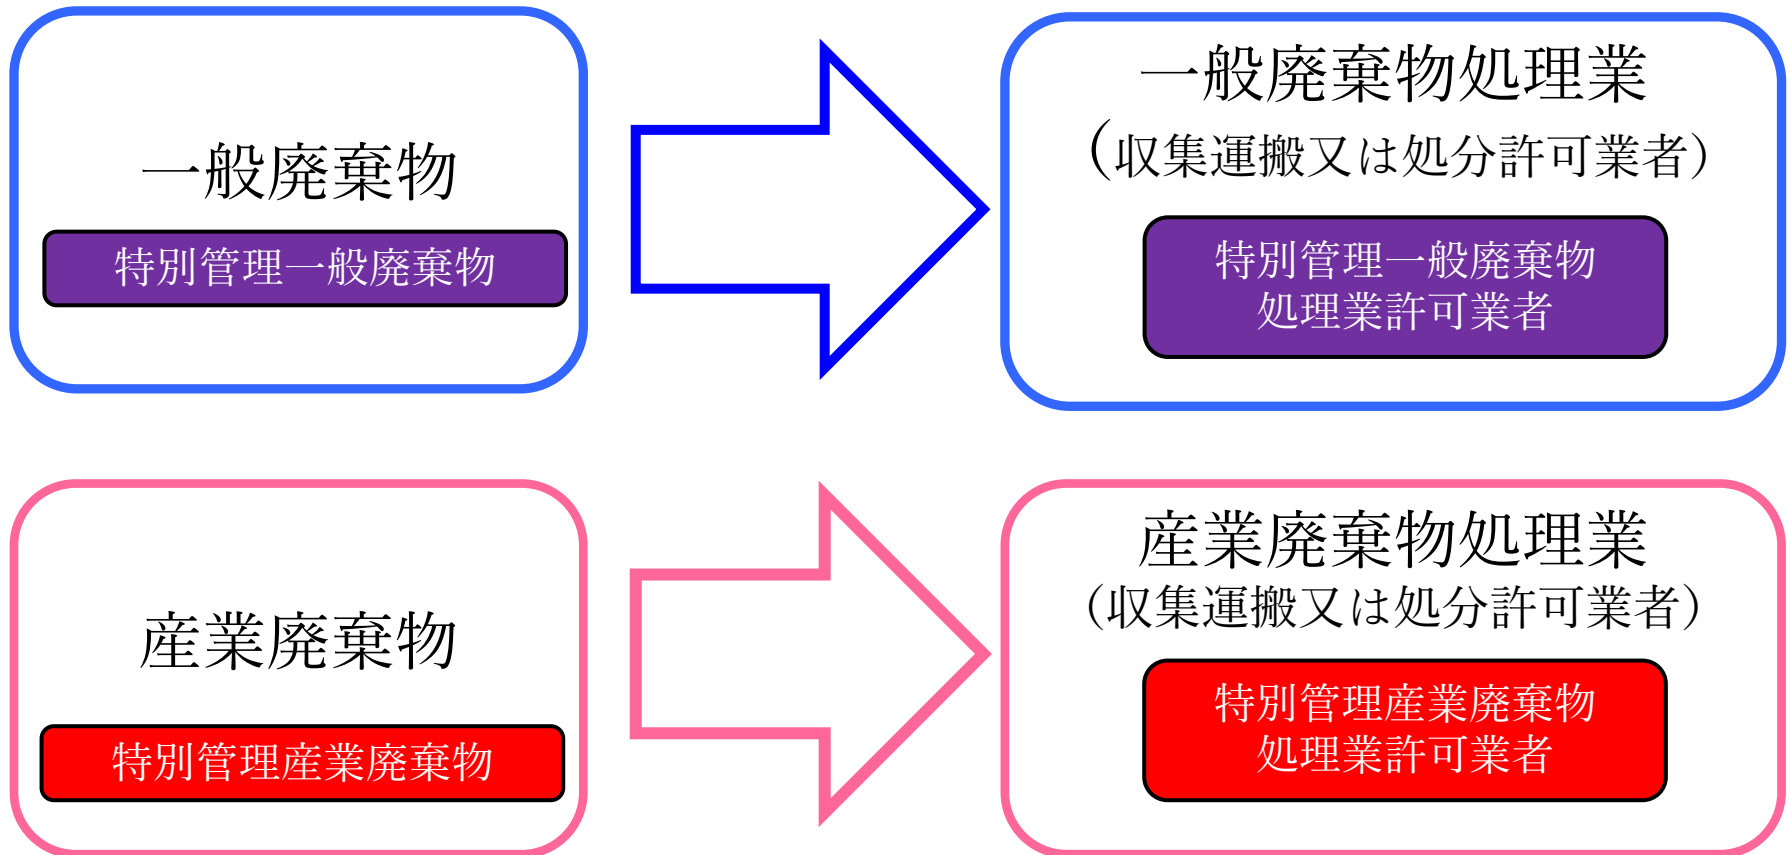 一般廃棄物
特別管理一般廃棄物
一般廃棄物処理業
（収集運搬又は処分許可業者）
特別管理一般廃棄物
処理業許可業者
産業廃棄物
特別管理産業廃棄物
産業廃棄物処理業
（収集運搬又は処分許可業者）
特別管理産業廃棄物
処理業許可業者